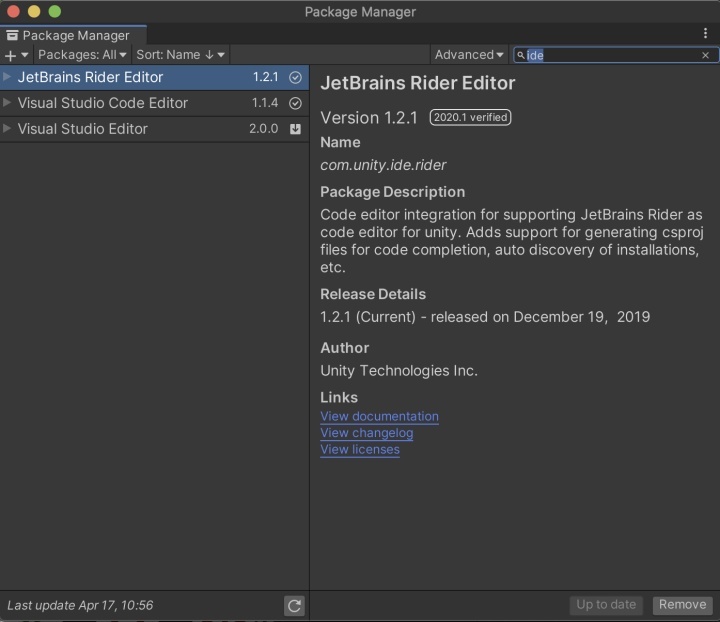 Package Manager
Package Manager
Packages: All Sort: Name ↓ Advanced ide
JetBrains Rider Editor 1.2.1
Visual Studio Code Editor 1.1.4
Visual Studio Editor 2.0.0
JetBrains Rider Editor
Version 1.2.1 2020.1 verified
Name
com.unity.ide.rider
Package Description
Code editor integration for supporting JetBrains Rider as
code editor for unity. Adds support for generating csproj
files for code completion, auto discovery of installations,
etc.
Release Details
1.2.1 (Current) - released on December 19, 2019
Author
Unity Technologies Inc.
Links
View documentation
View changelog
View licenses
Last update Apr 17, 10:56
Up to date Remove